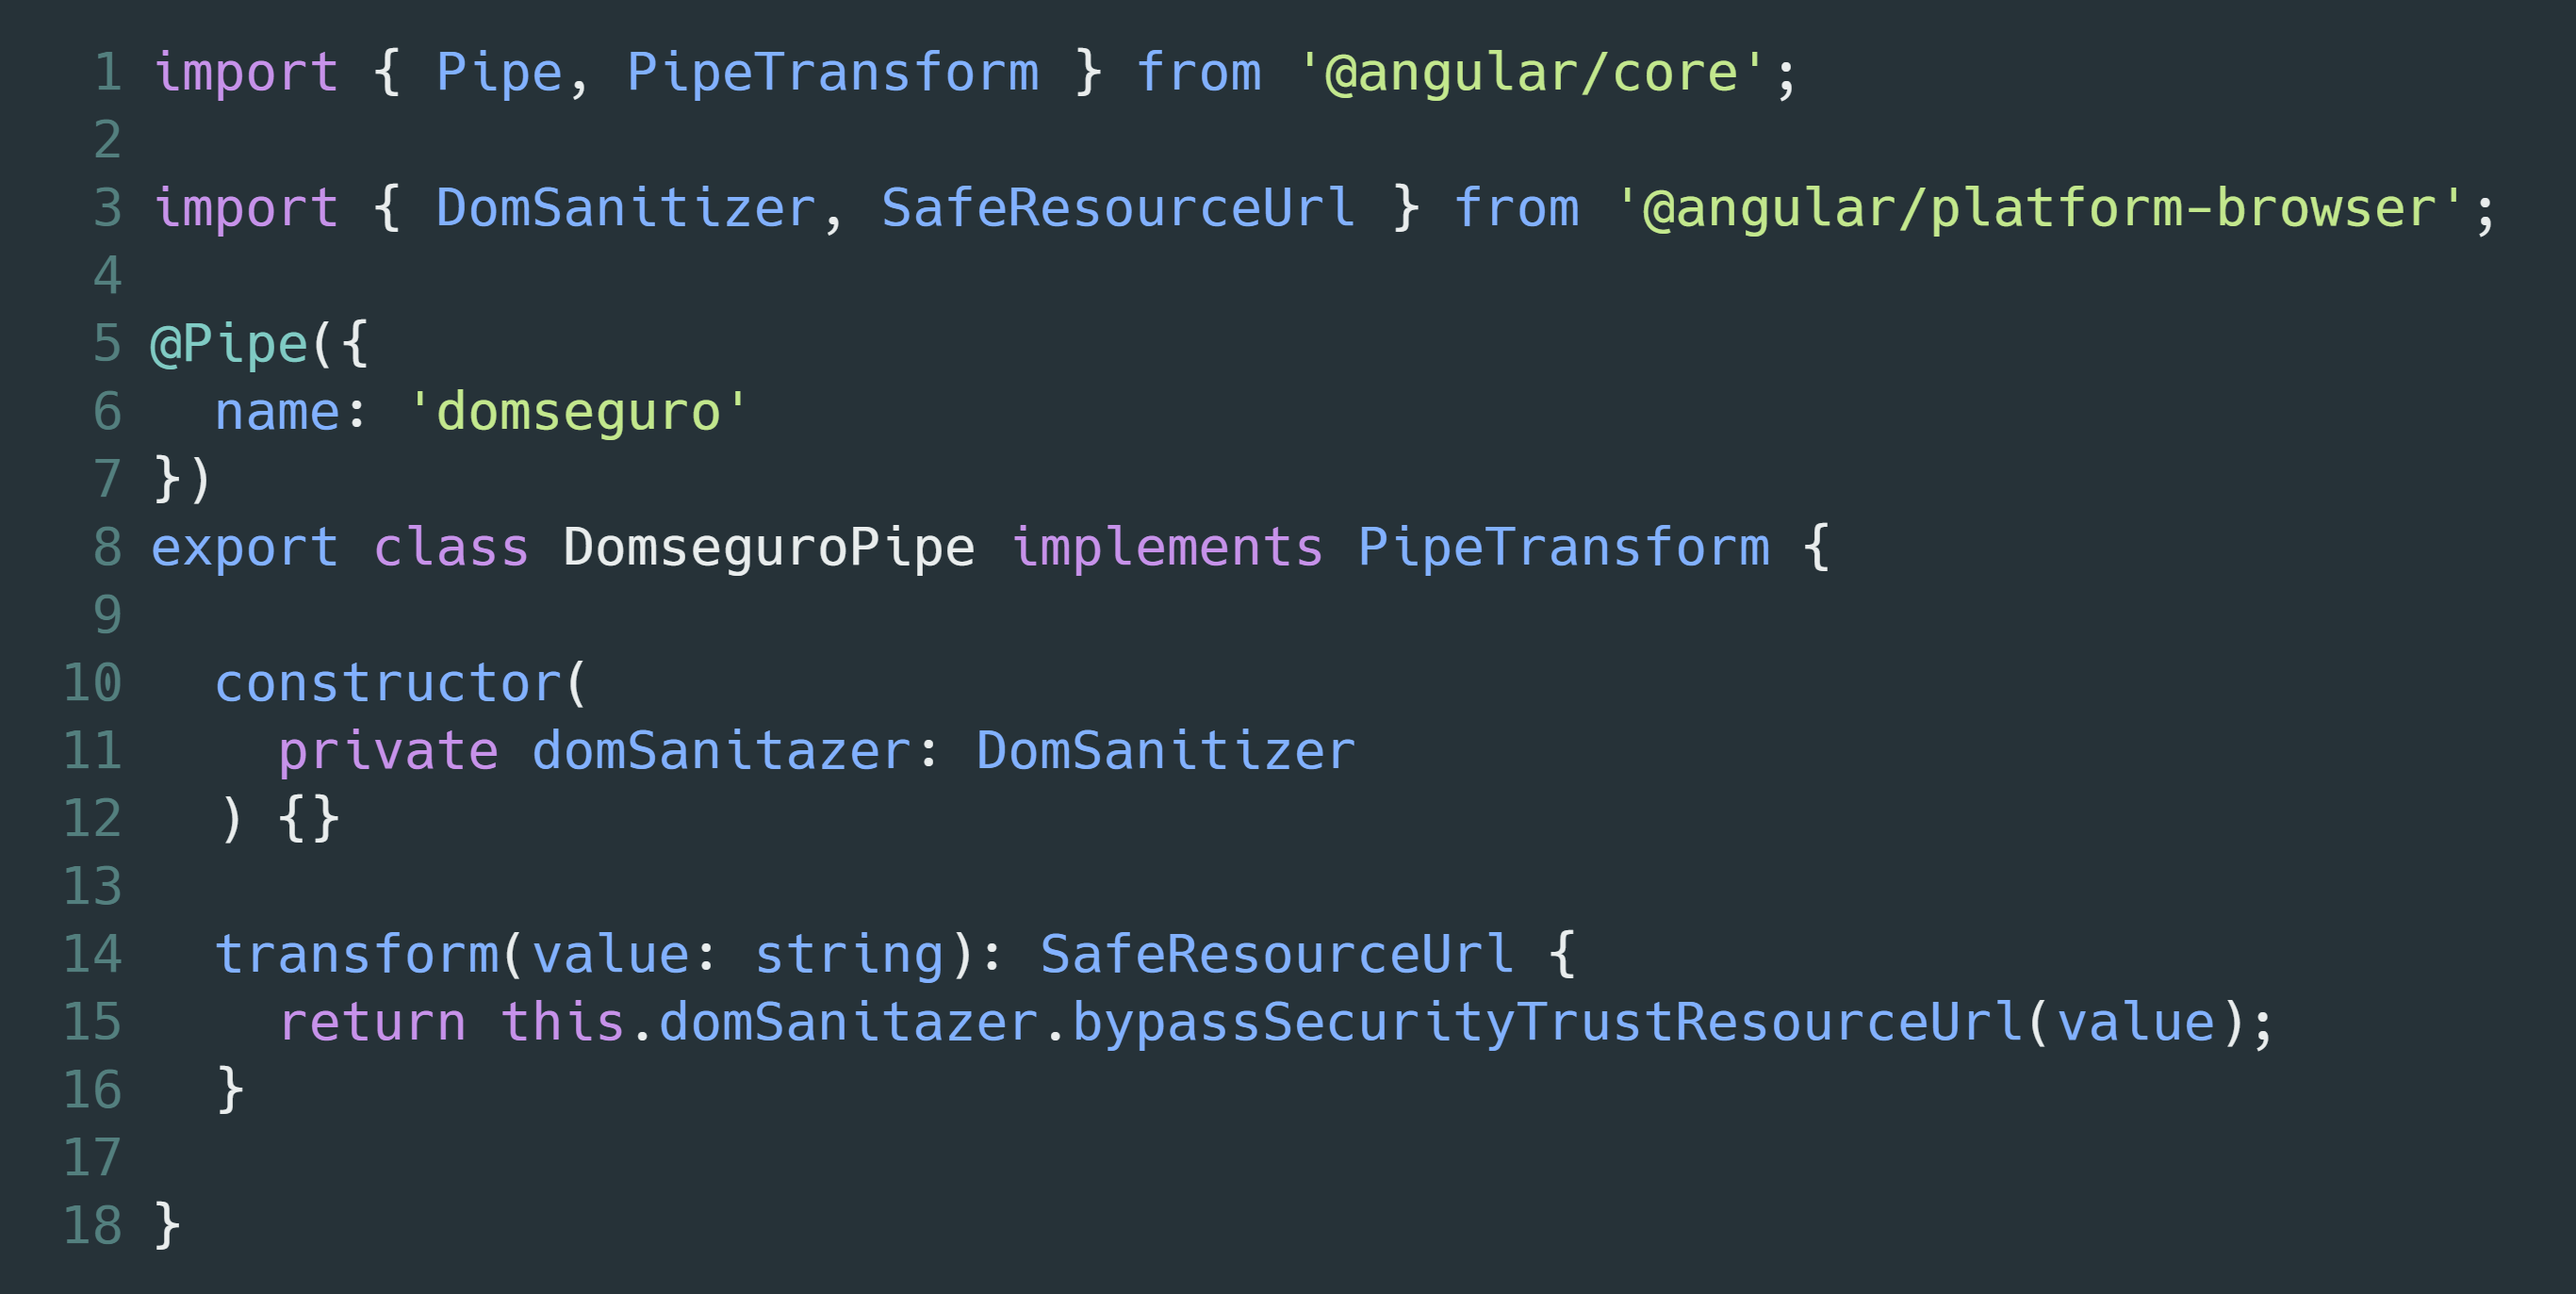 1 import { Pipe, PipeTransform } from '@angular/core';
2
3 import { DomSanitizer, SafeResourceUrl } from '@angular/platform-browser';
4
5 @Pipe({
6   name: 'domseguro'
7 })
8 export class DomseguroPipe implements PipeTransform {
9
10   constructor(
11     private domSanitazer: DomSanitizer
12   ) {}
13
14   transform(value: string): SafeResourceUrl {
15     return this.domSanitazer.bypassSecurityTrustResourceUrl(value);
16   }
17
18 }